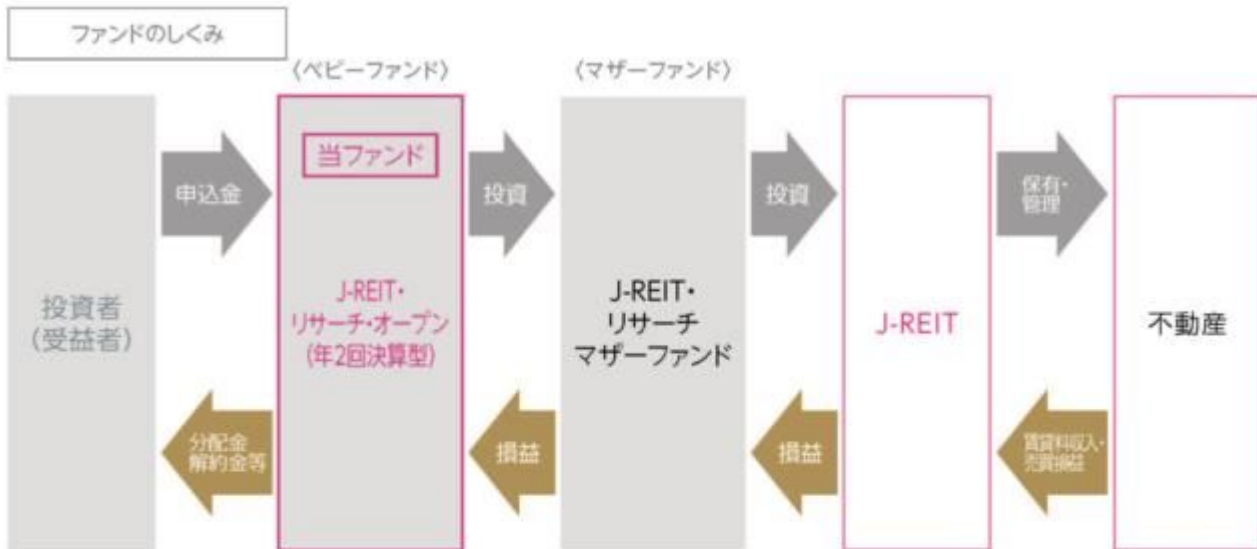 ファンドのしくみ
〈ベビーファンド〉
〈マザーファンド〉
投資者
(受益者)
申込金
分配金
解約金等
当ファンド
J-REIT・
リサーチ・オープン
(年2回決算型)
投資
損益
J-REIT・
リサーチ
マザーファンド
投資
損益
J-REIT
保有・
管理
賃貸料収入・
売買損益
不動産